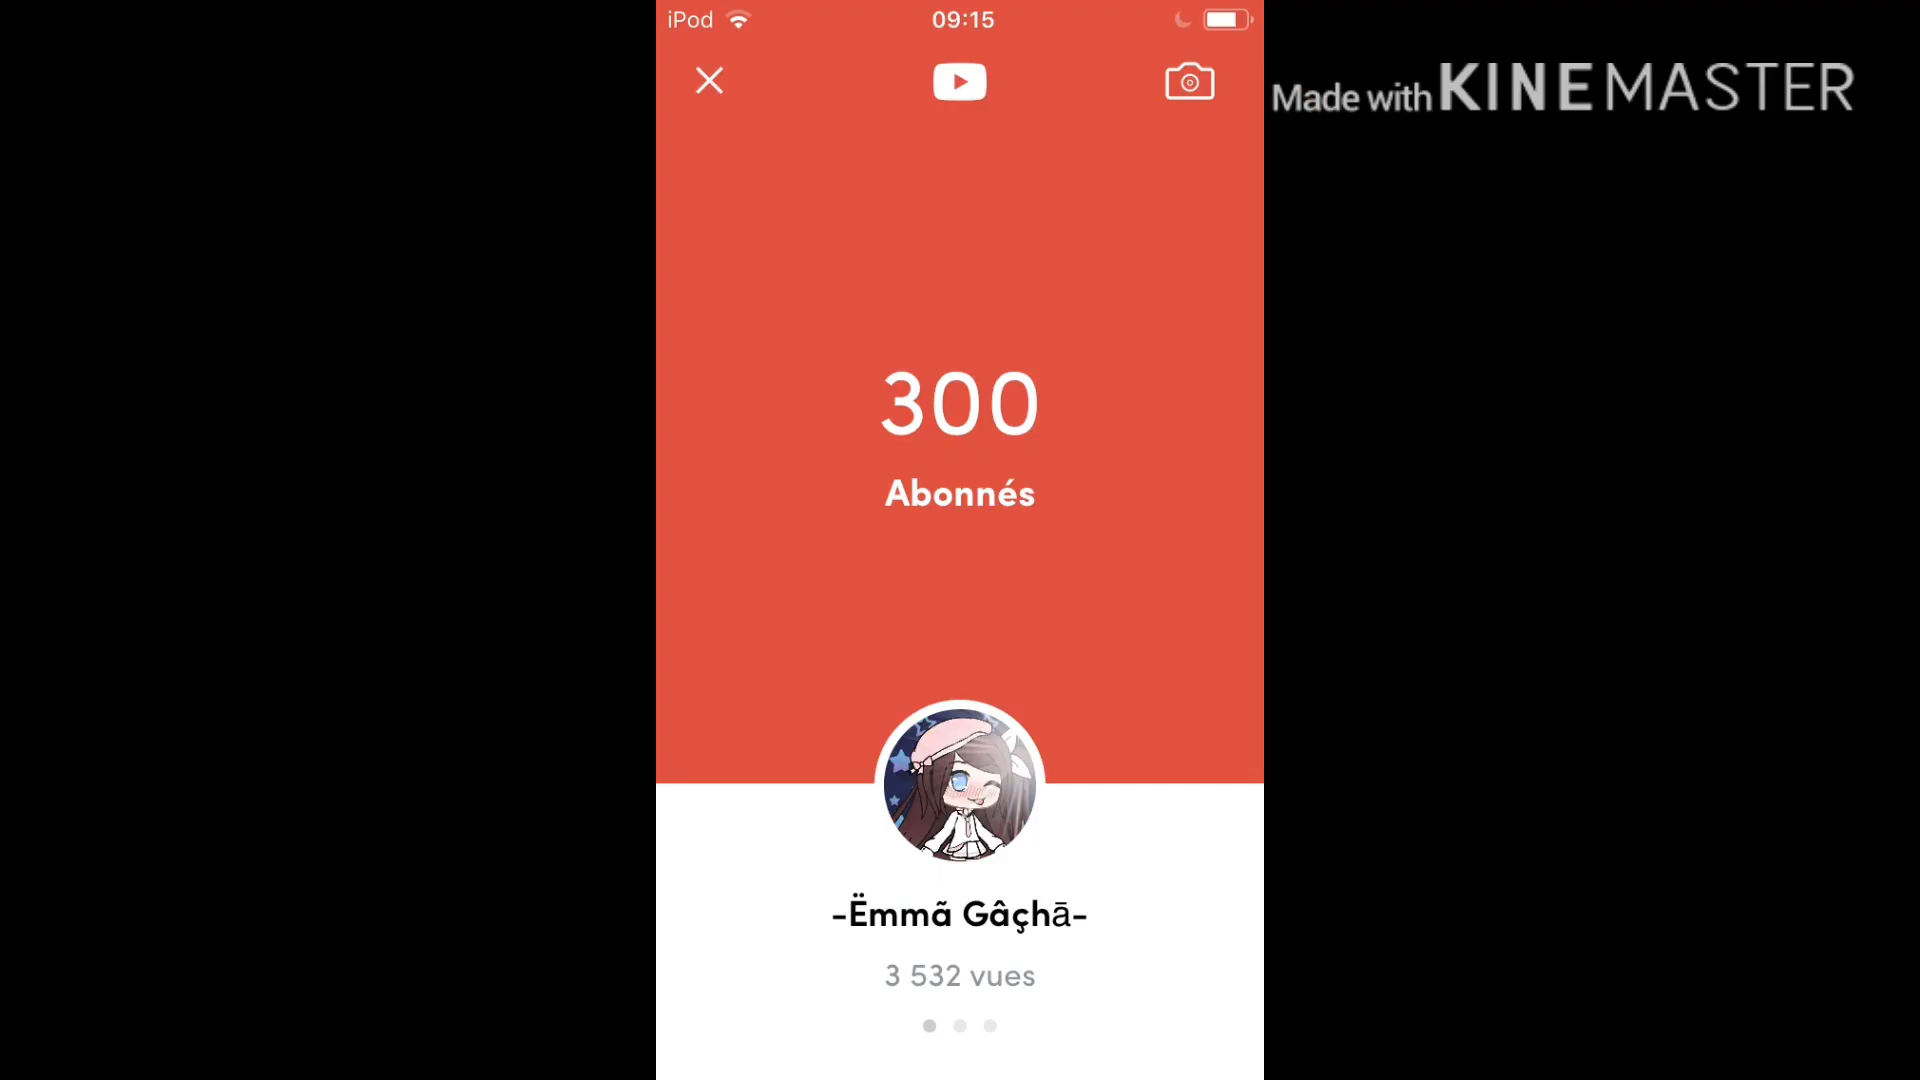 iPod 09:15
Made with KINEMASTER
300
Abonnés
-Ëmmã Gâçhā-
3 532 vues